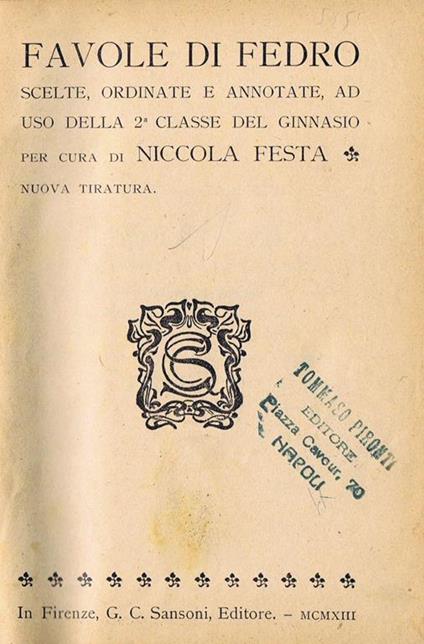 FAVOLE DI FEDRO
SCELTE, ORDINATE E ANNOTATE, AD
USO DELLA 2ª CLASSE DEL GINNASIO
PER CURA DI NICCOLA FESTA
NUOVA TIRATURA.
TOMMASO PIRONTI
EDITORE
Piazza Cavour, 70
NAPOLI
In Firenze, G. C. Sansoni, Editore. – MCMXIII